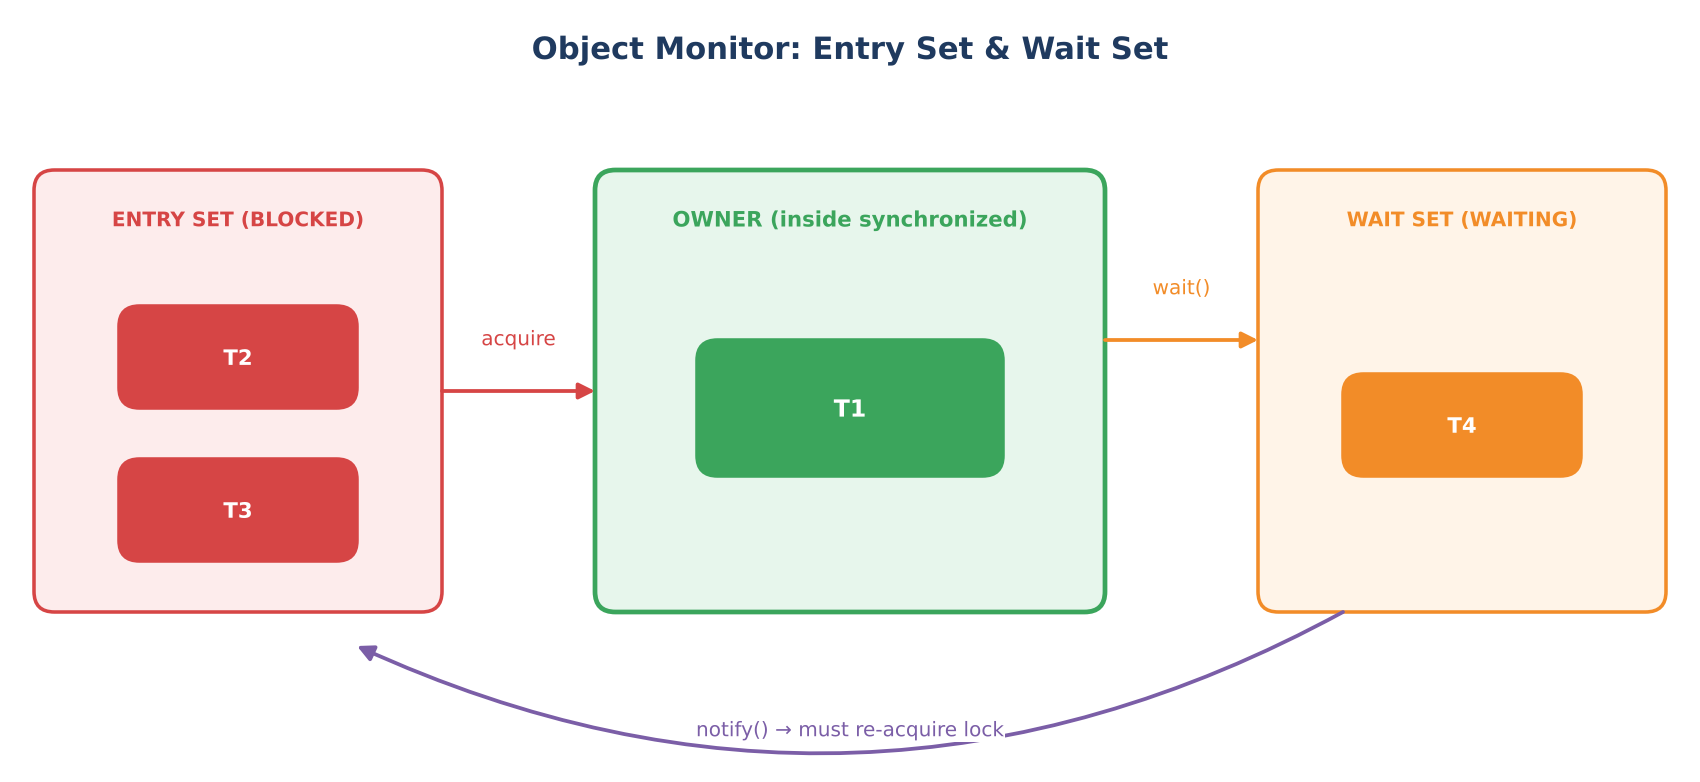 Object Monitor: Entry Set & Wait Set
ENTRY SET (BLOCKED)
T2
T3
acquire
OWNER (inside synchronized)
T1
wait()
WAIT SET (WAITING)
T4
notify() → must re-acquire lock